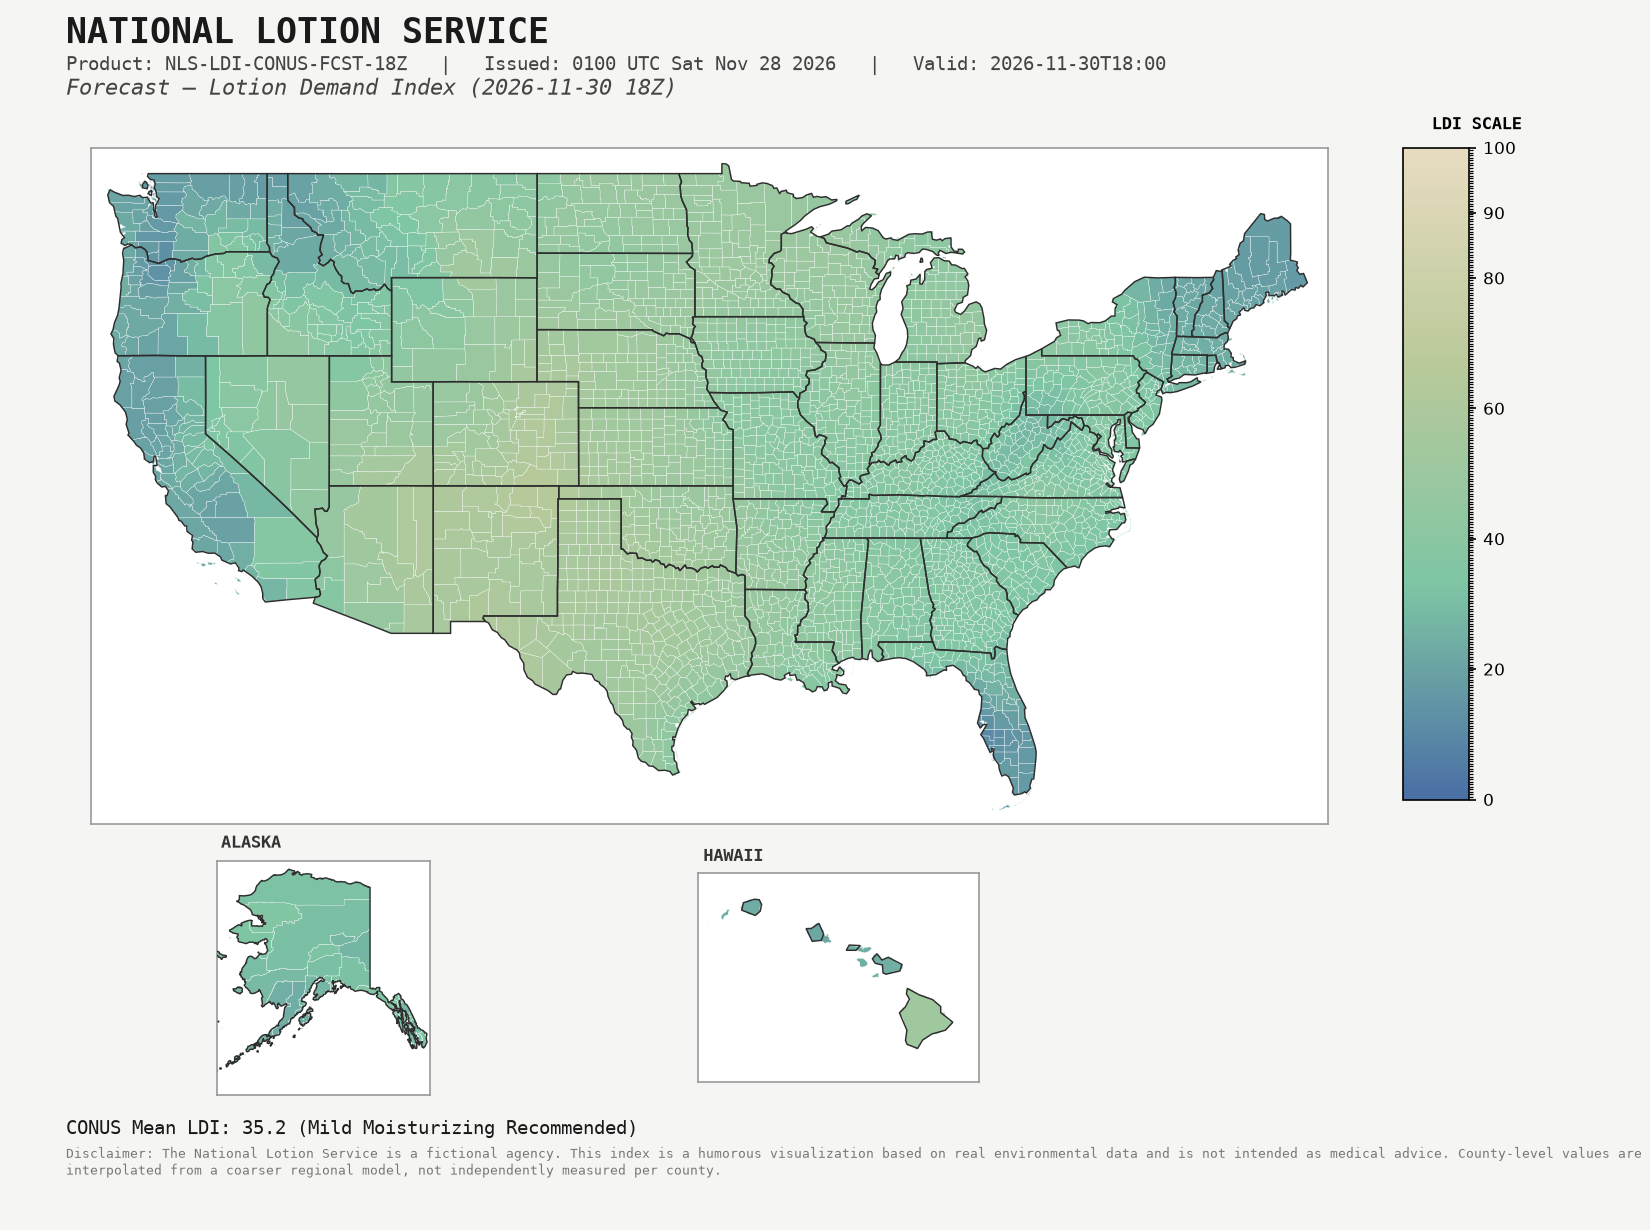 NATIONAL LOTION SERVICE
Product: NLS-LDI-CONUS-FCST-18Z | Issued: 0100 UTC Sat Nov 28 2026 | Valid: 2026-11-30T18:00
Forecast — Lotion Demand Index (2026-11-30 18Z)
LDI SCALE
100
90
80
60
40
20
0
ALASKA
HAWAII
CONUS Mean LDI: 35.2 (Mild Moisturizing Recommended)
Disclaimer: The National Lotion Service is a fictional agency. This index is a humorous visualization based on real environmental data and is not intended as medical advice. County-level values are
interpolated from a coarser regional model, not independently measured per county.